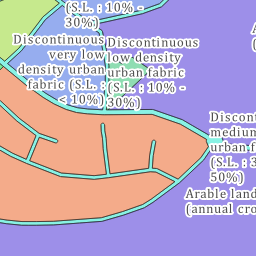 (S.L. : 10% -
30%)
Discontinuous
very low
density urban
fabric (S.L. :
< 10%)
Discontinuous
low density
urban fabric
(S.L. : 10% -
30%)
Discont
medium
urban f
(S.L. : 3
50%)
Arable land
(annual cro